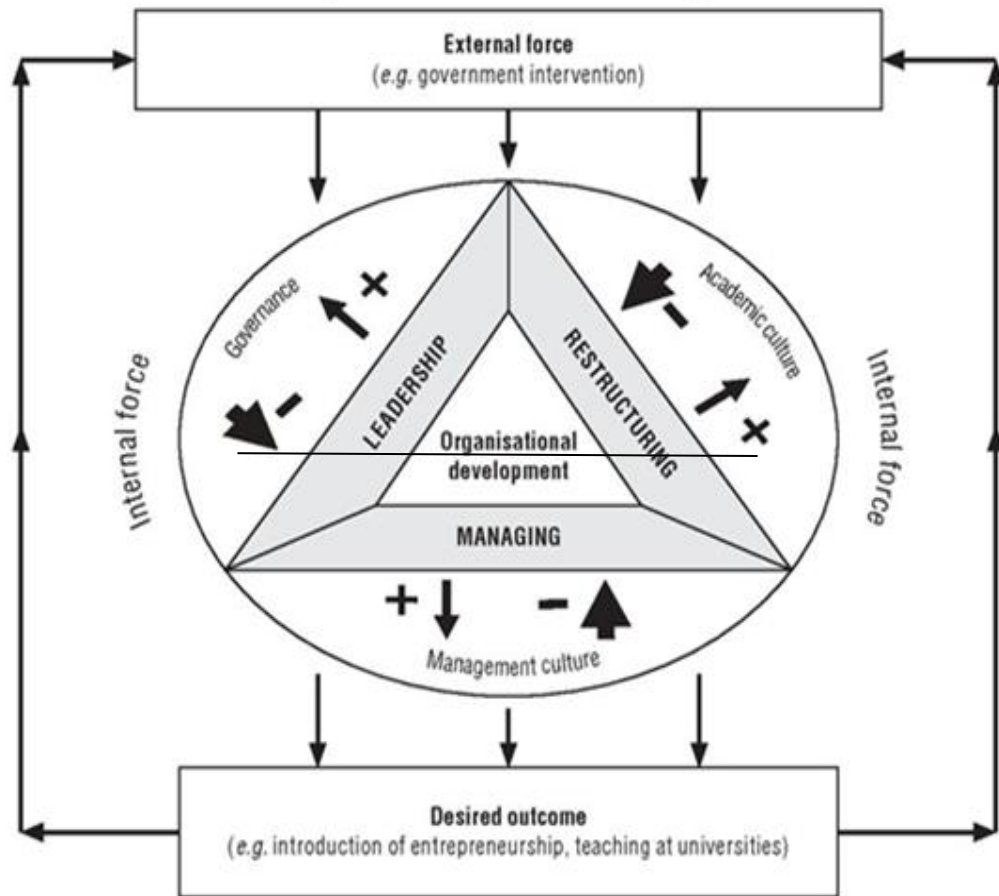 External force
(e.g. government intervention)
Governance
Academic culture
Internal force
Internal force
LEADERSHIP
RESTRUCTURING
Organisational
development
MANAGING
+
-
+
-
+
-
Management culture
Desired outcome
(e.g. introduction of entrepreneurship, teaching at universities)